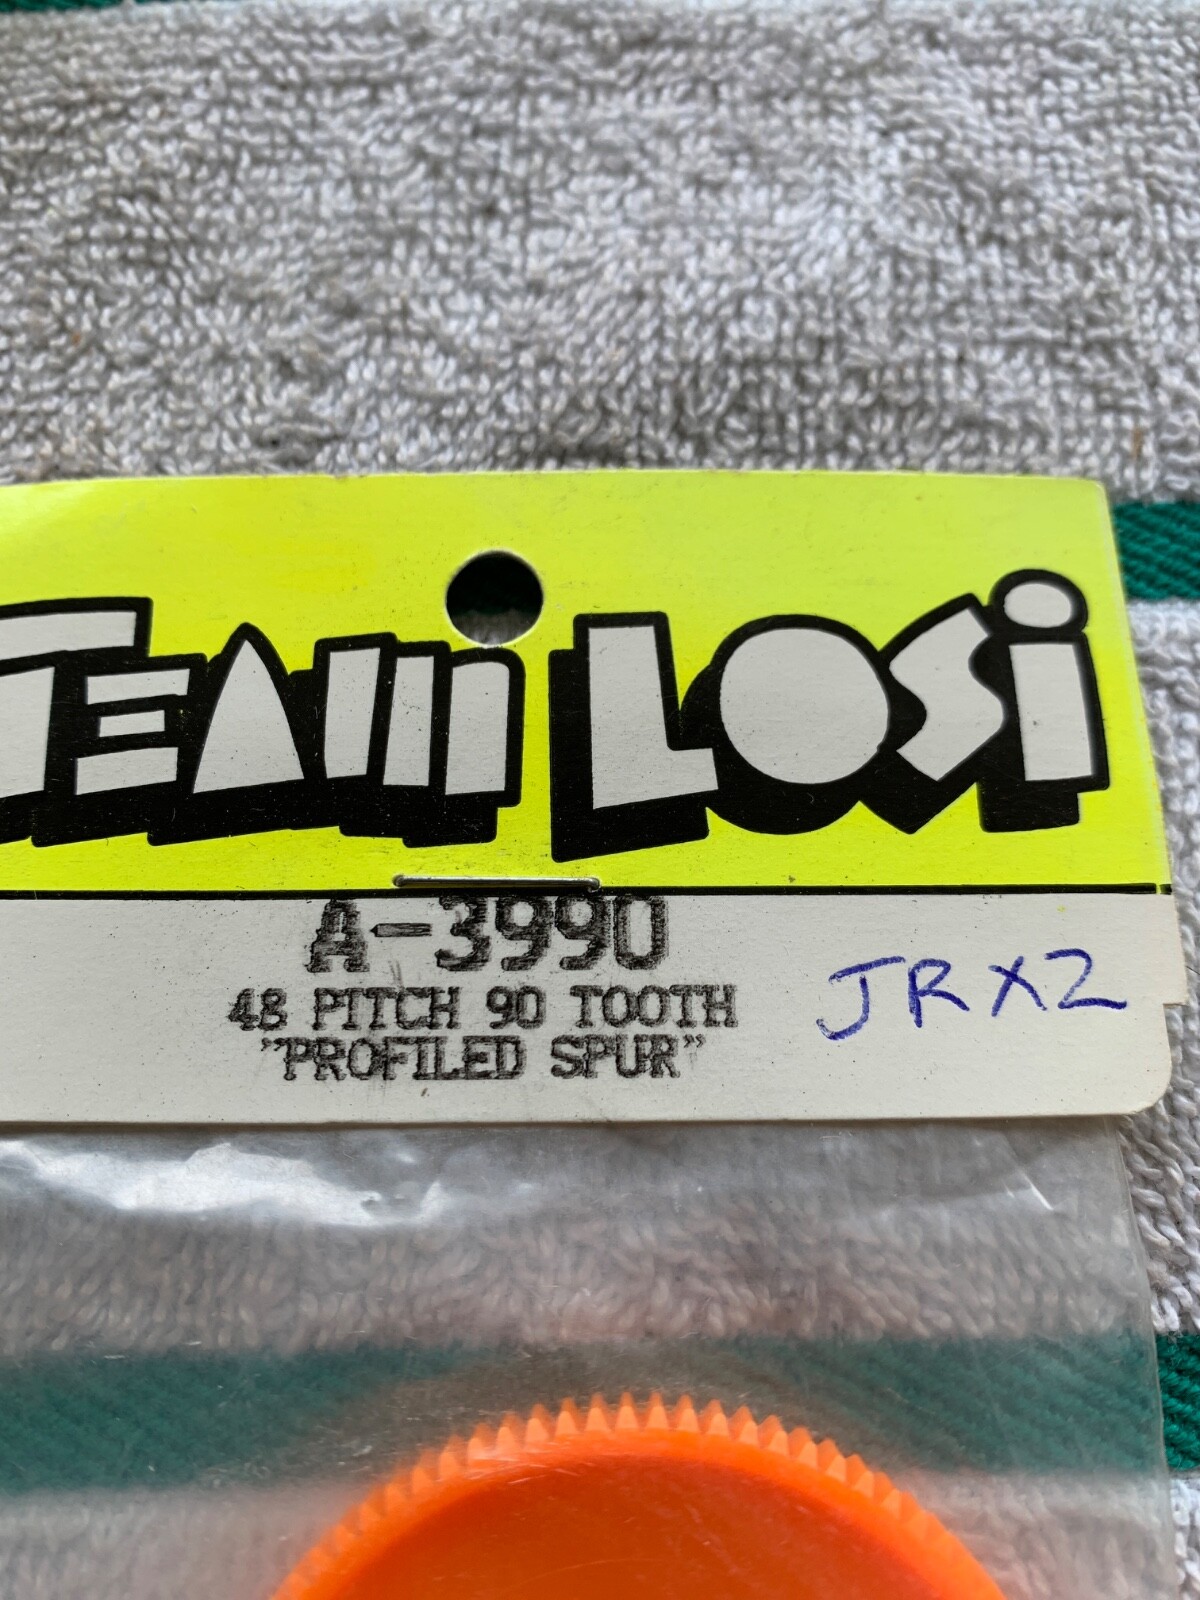 TEAM LOSi
A-3990
48 PITCH 90 TOOTH
"PROFILED SPUR"
JRX2